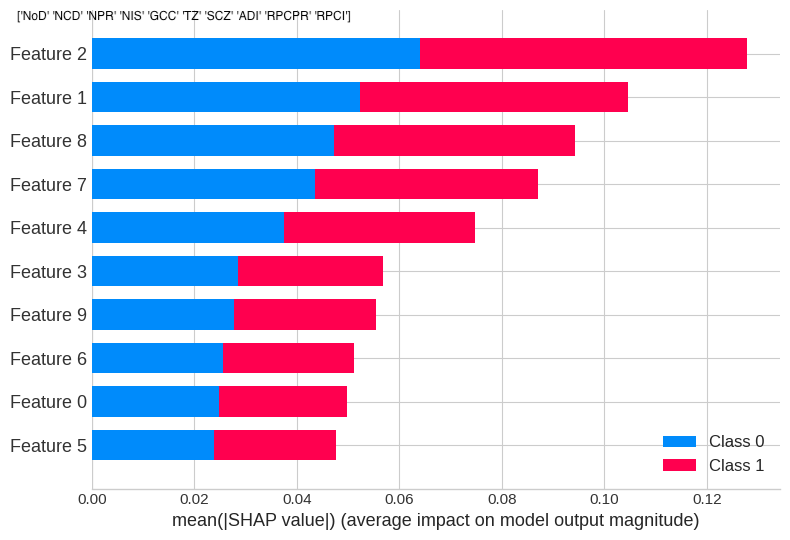 ['NoD' 'NCD' 'NPR' 'NIS' 'GCC' 'TZ' 'SCZ' 'ADI' 'RPCPR' 'RPCI']
Feature 2
Feature 1
Feature 8
Feature 7
Feature 4
Feature 3
Feature 9
Feature 6
Feature 0
Feature 5
Class 0
Class 1
0.00 0.02 0.04 0.06 0.08 0.10 0.12
mean(|SHAP value|) (average impact on model output magnitude)